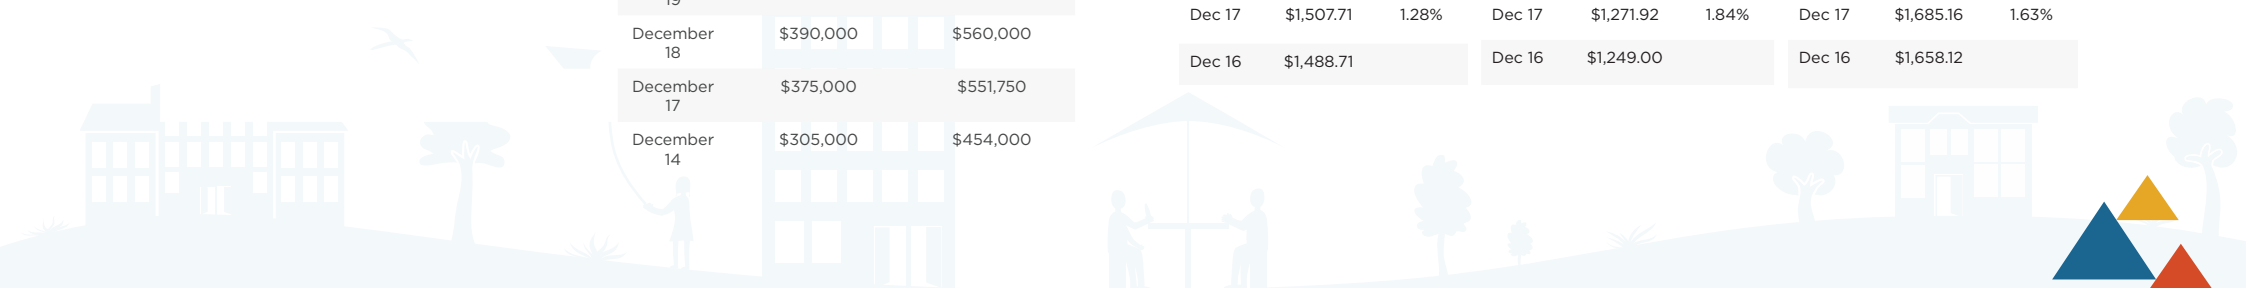 19
December $390,000 $560,000
18
December $375,000 $551,750
17
December $305,000 $454,000
14
Dec 17 $1,507.71 1.28%
Dec 16 $1,488.71
Dec 17 $1,271.92 1.84%
Dec 16 $1,249.00
Dec 17 $1,685.16 1.63%
Dec 16 $1,658.12